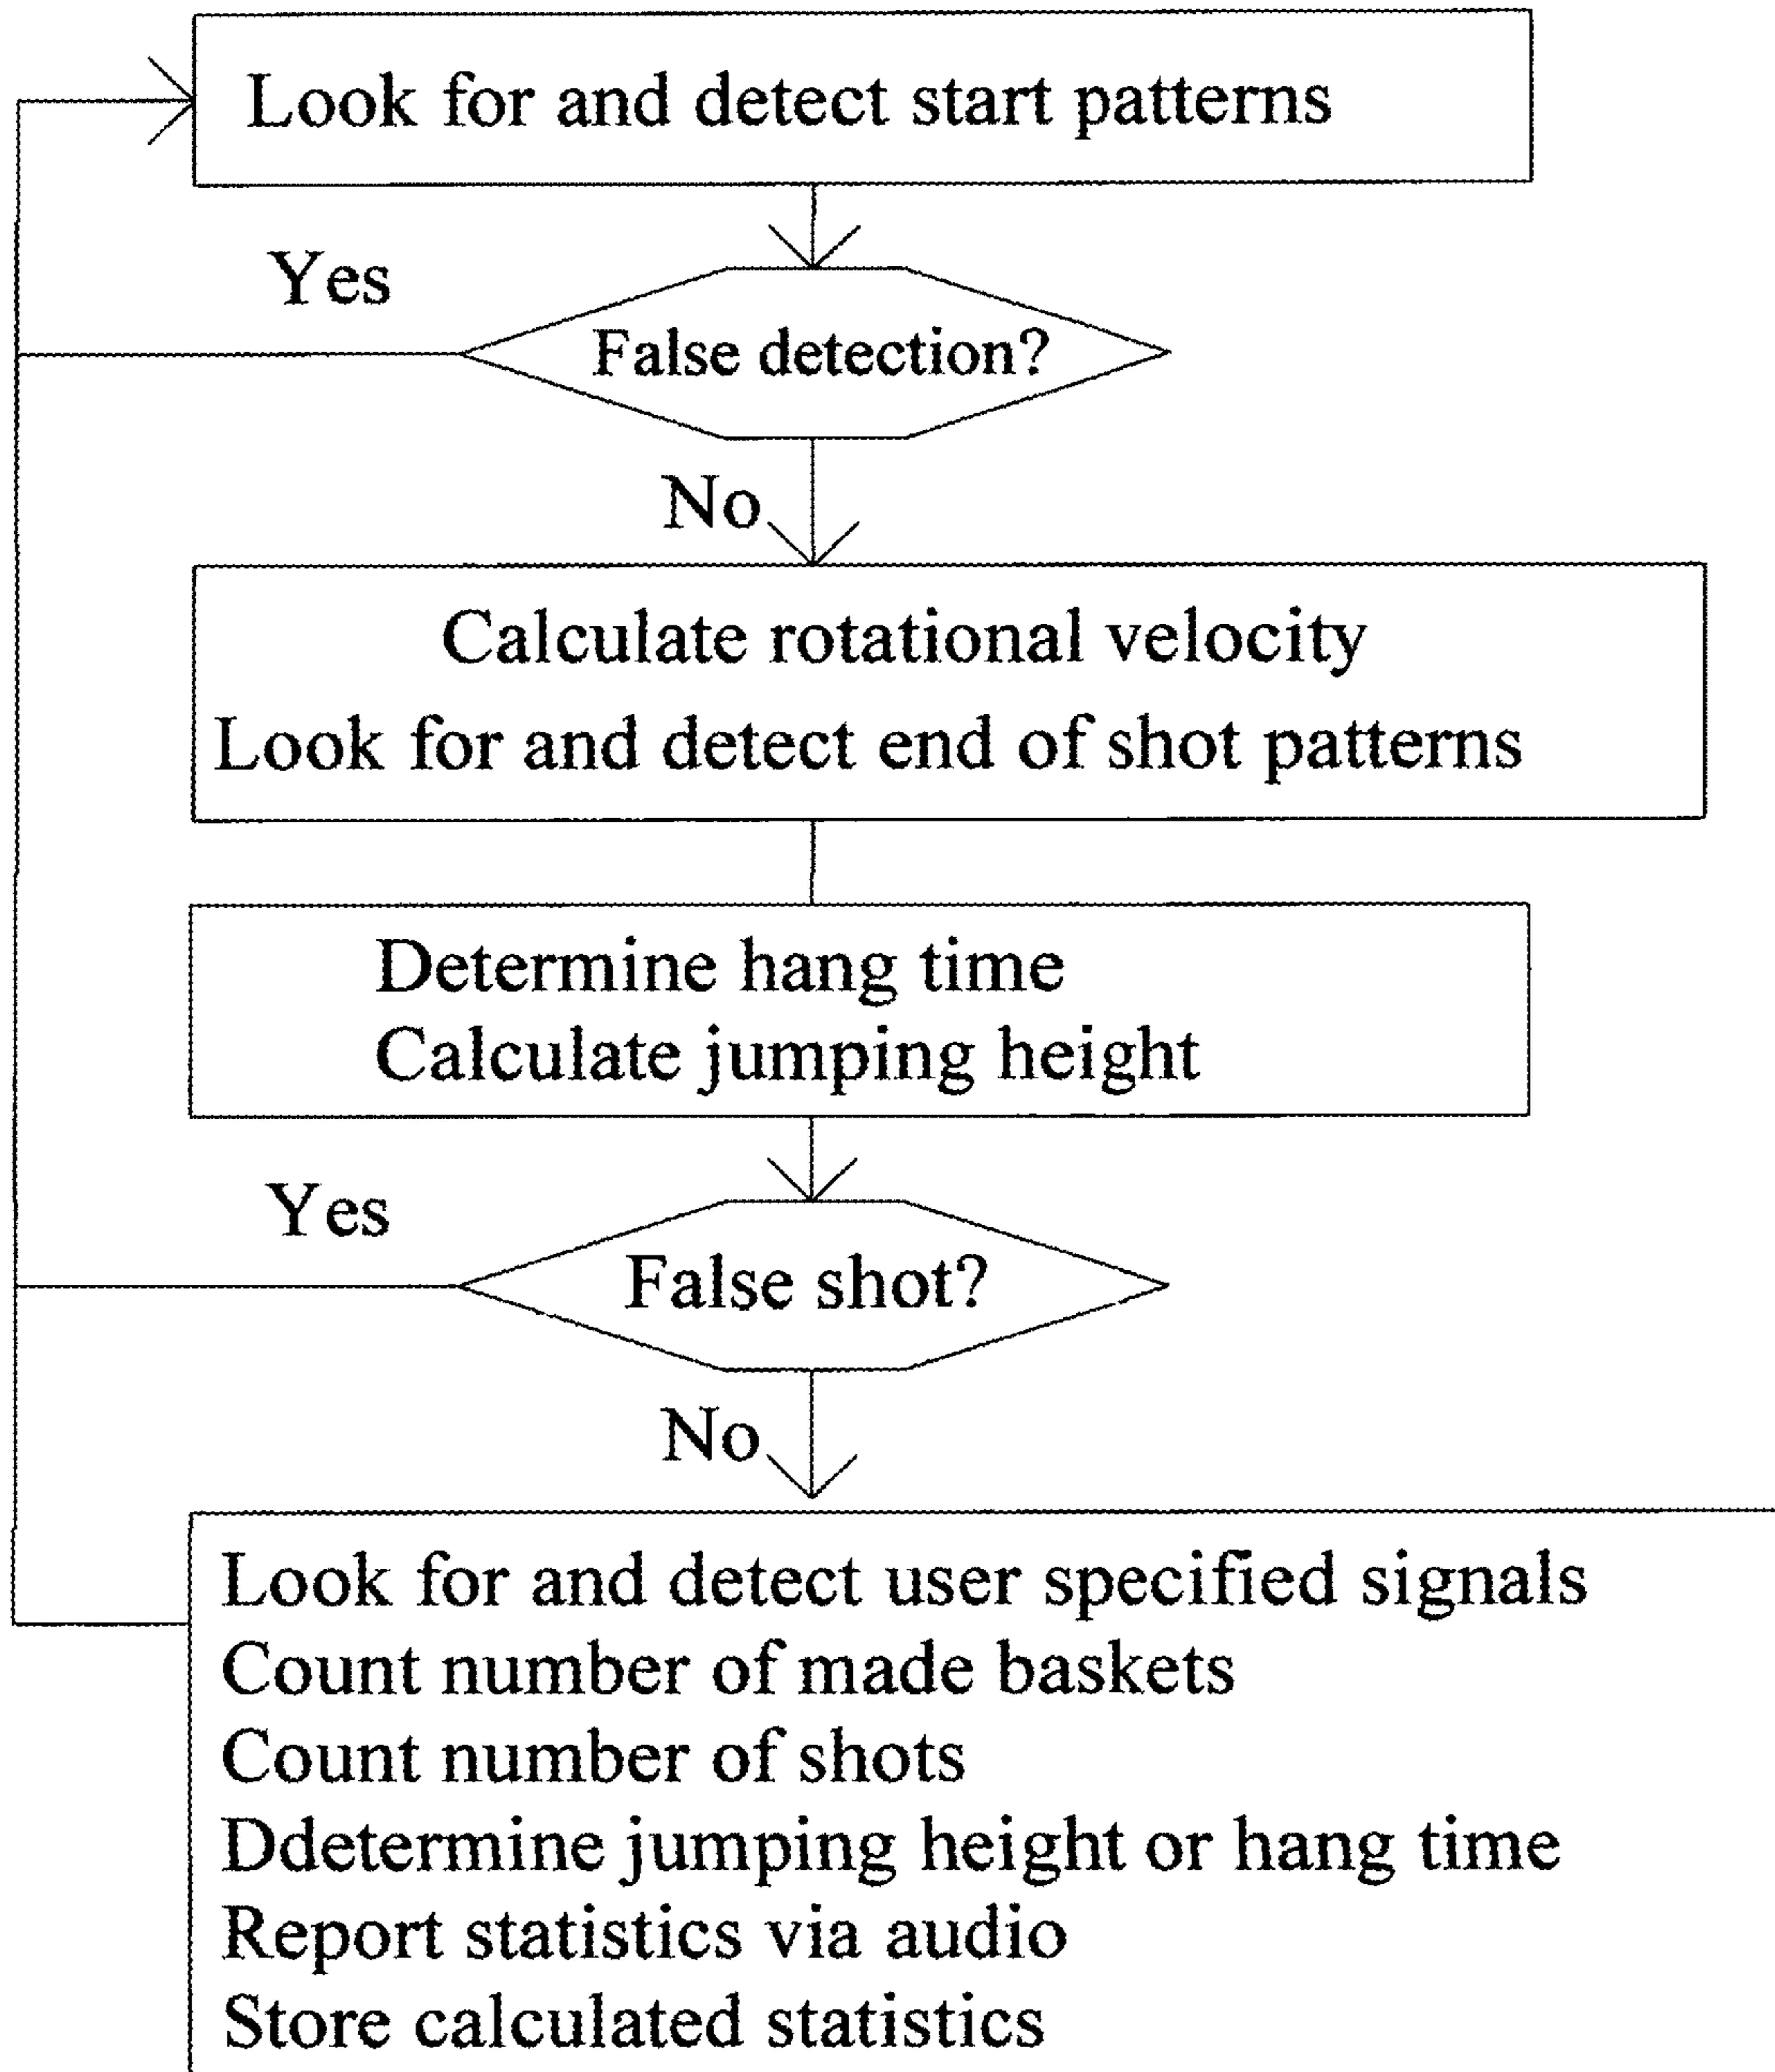 Look for and detect start patterns
Yes
False detection?
No
Calculate rotational velocity
Look for and detect end of shot patterns
Determine hang time
Calculate jumping height
Yes
False shot?
No
Look for and detect user specified signals
Count number of made baskets
Count number of shots
Ddetermine jumping height or hang time
Report statistics via audio
Store calculated statistics